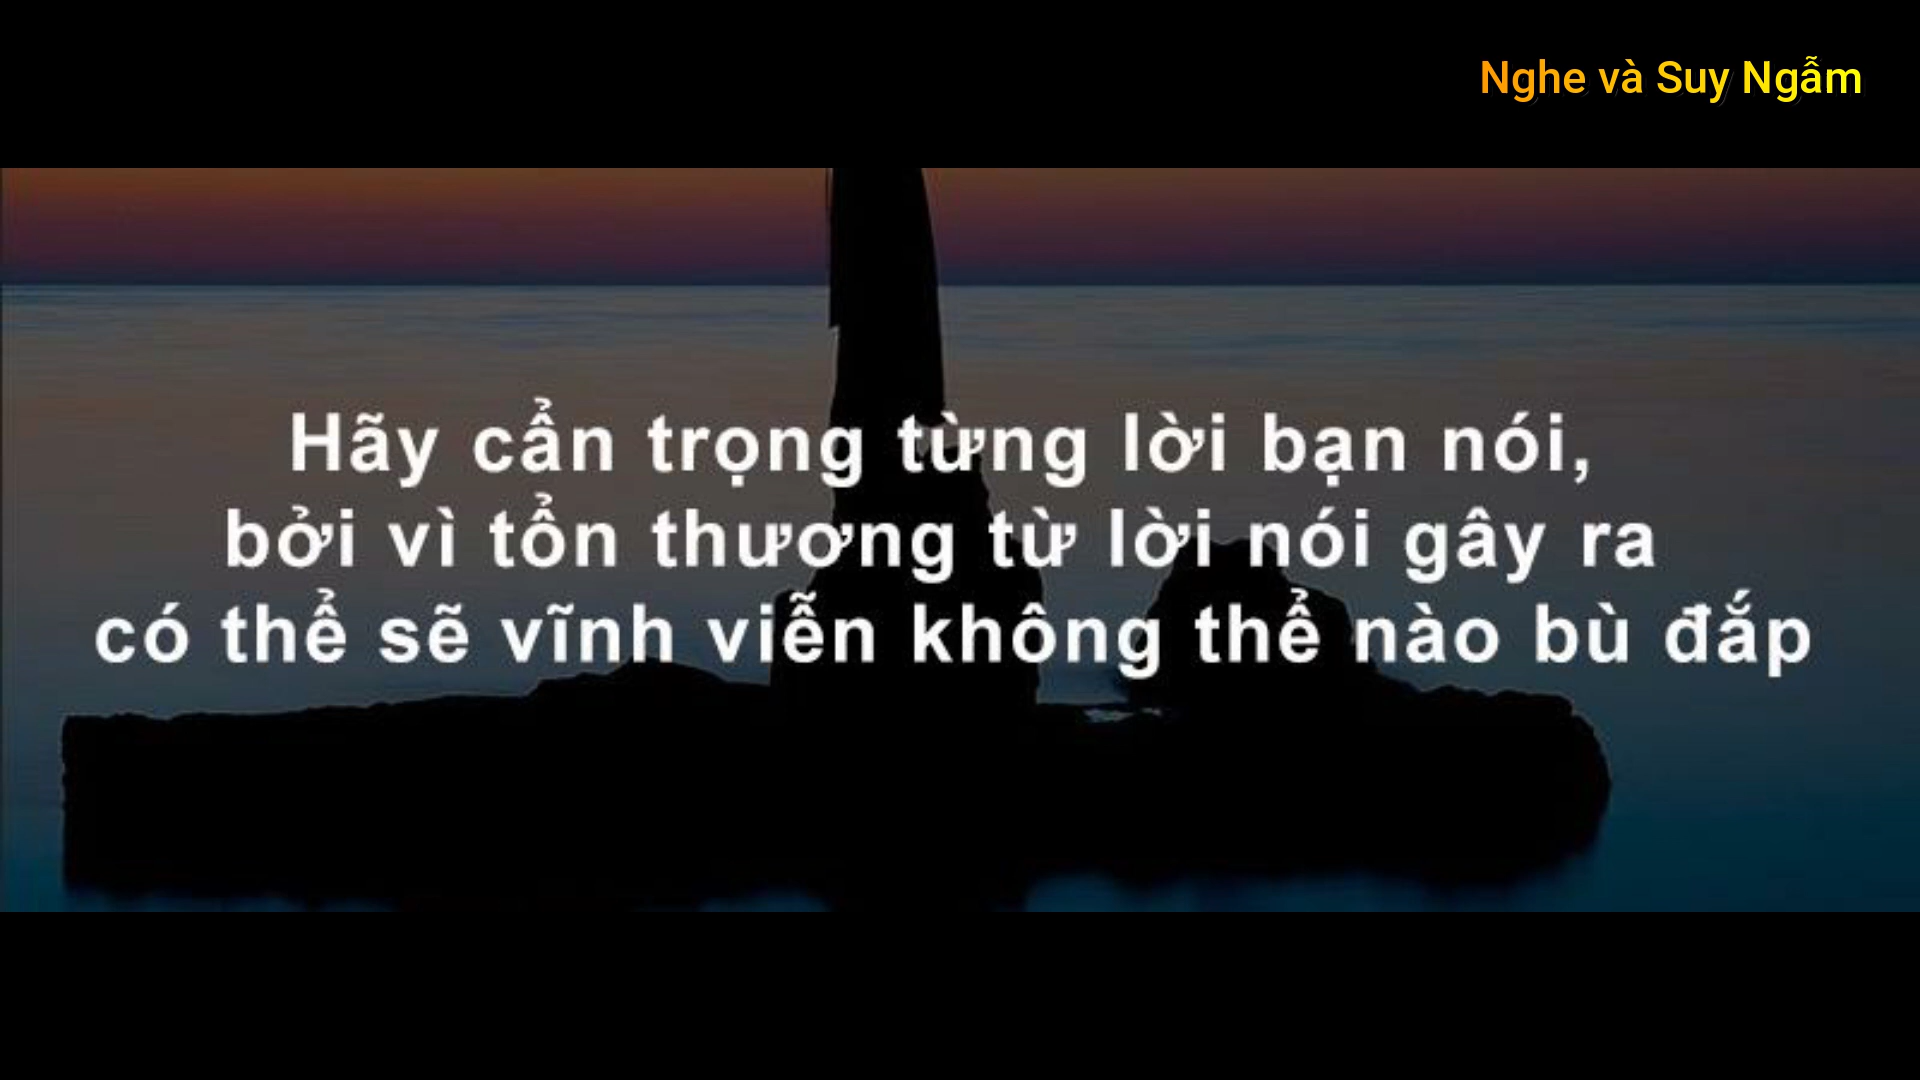 Nghe và Suy Ngẫm
Hãy cẩn trọng từng lời bạn nói,
bởi vì tổn thương từ lời nói gây ra
có thể sẽ vĩnh viễn không thể nào bù đắp